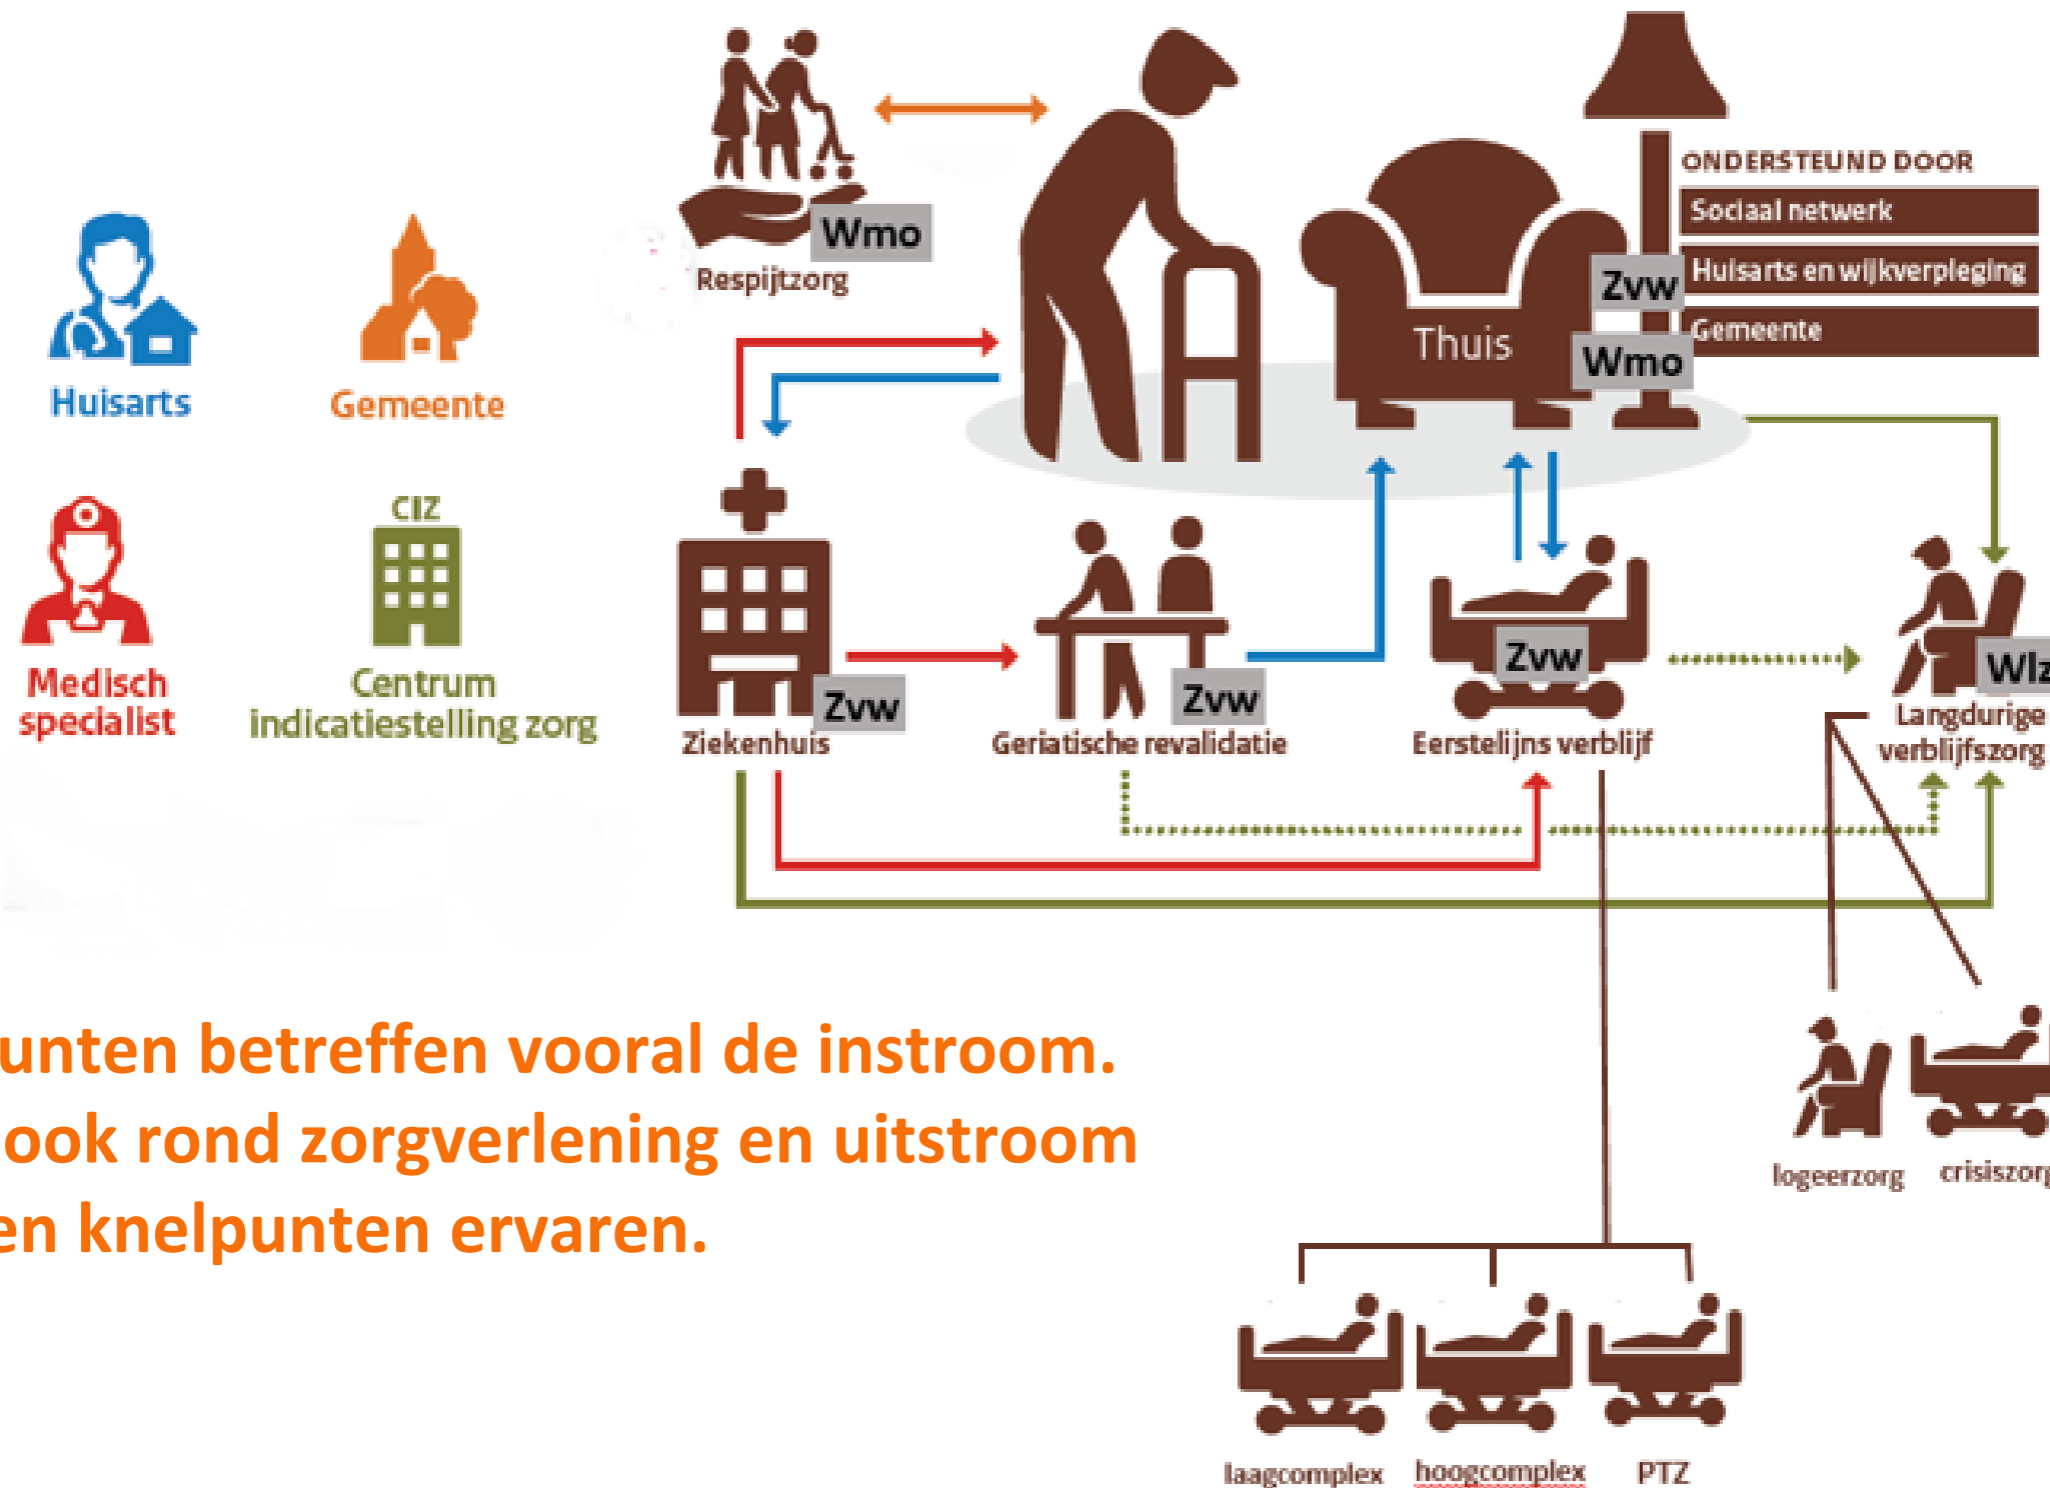 Wmo
Respijtzorg
ONDERSTEUND DOOR
Sociaal netwerk
Zvw
Huisarts en wijkverpleging
Gemeente
Thuis
Wmo
Huisarts
Gemeente
Medisch
specialist
CIZ
Centrum
indicatiestelling zorg
Zvw
Ziekenhuis
Zvw
Geriatische revalidatie
Zvw
Eerstelijns verblijf
Wlz
Langdurige
verblijfszorg
unten betreffen vooral de instroom.
ook rond zorgverlening en uitstroom
en knelpunten ervaren.
logeerzorg
crisiszorg
laagcomplex
hoogcomplex
PTZ